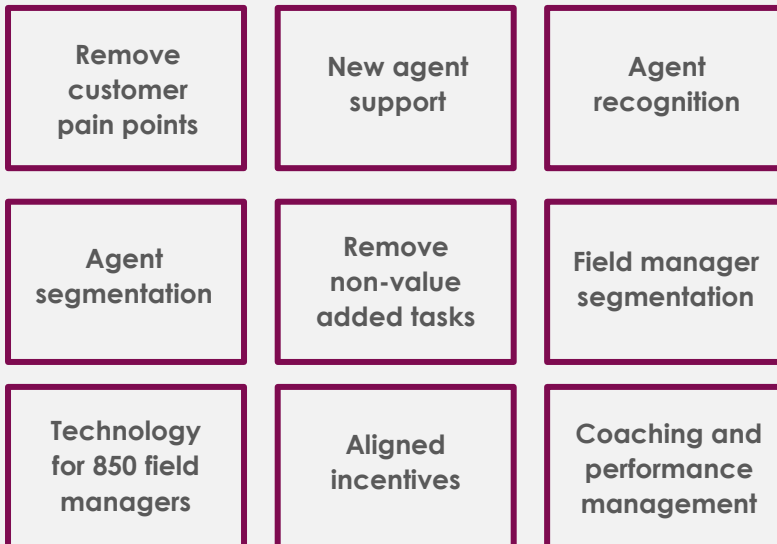 Remove
customer
pain points
New agent
support
Agent
recognition
Agent
segmentation
Remove
non-value
added tasks
Field manager
segmentation
Technology
for 850 field
managers
Aligned
incentives
Coaching and
performance
management